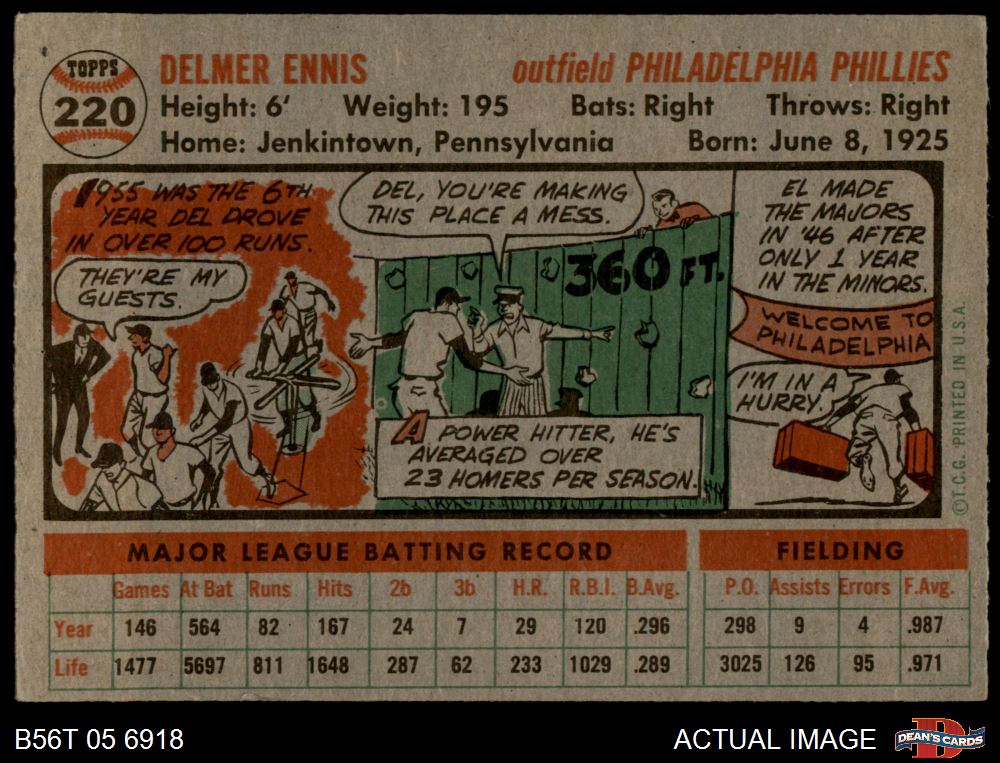 TOPPS
220
DELMER ENNIS
outfield PHILADELPHIA PHILLIES
Height: 6' Weight: 195 Bats: Right Throws: Right
Home: Jenkintown, Pennsylvania Born: June 8, 1925
1955 WAS THE 6TH
YEAR DEL DROVE
IN OVER 100 RUNS.
THEY'RE MY
GUESTS.
DEL, YOU'RE MAKING
THIS PLACE A MESS.
360 FT.
A POWER HITTER, HE'S
AVERAGED OVER
23 HOMERS PER SEASON.
EL MADE
THE MAJORS
IN '46 AFTER
ONLY 1 YEAR
IN THE MINORS.
WELCOME TO
PHILADELPHIA
I'M IN A
HURRY.
©T.C.G. PRINTED IN U.S.A.
MAJOR LEAGUE BATTING RECORD FIELDING
Games At Bat Runs Hits 2b 3b H.R. R.B.I. B.Avg. P.O. Assists Errors F.Avg.
Year 146 564 82 167 24 7 29 120 .296 298 9 4 .987
Life 1477 5697 811 1648 287 62 233 1029 .289 3025 126 95 .971
B56T 05 6918 ACTUAL IMAGE
DEAN'S CARDS